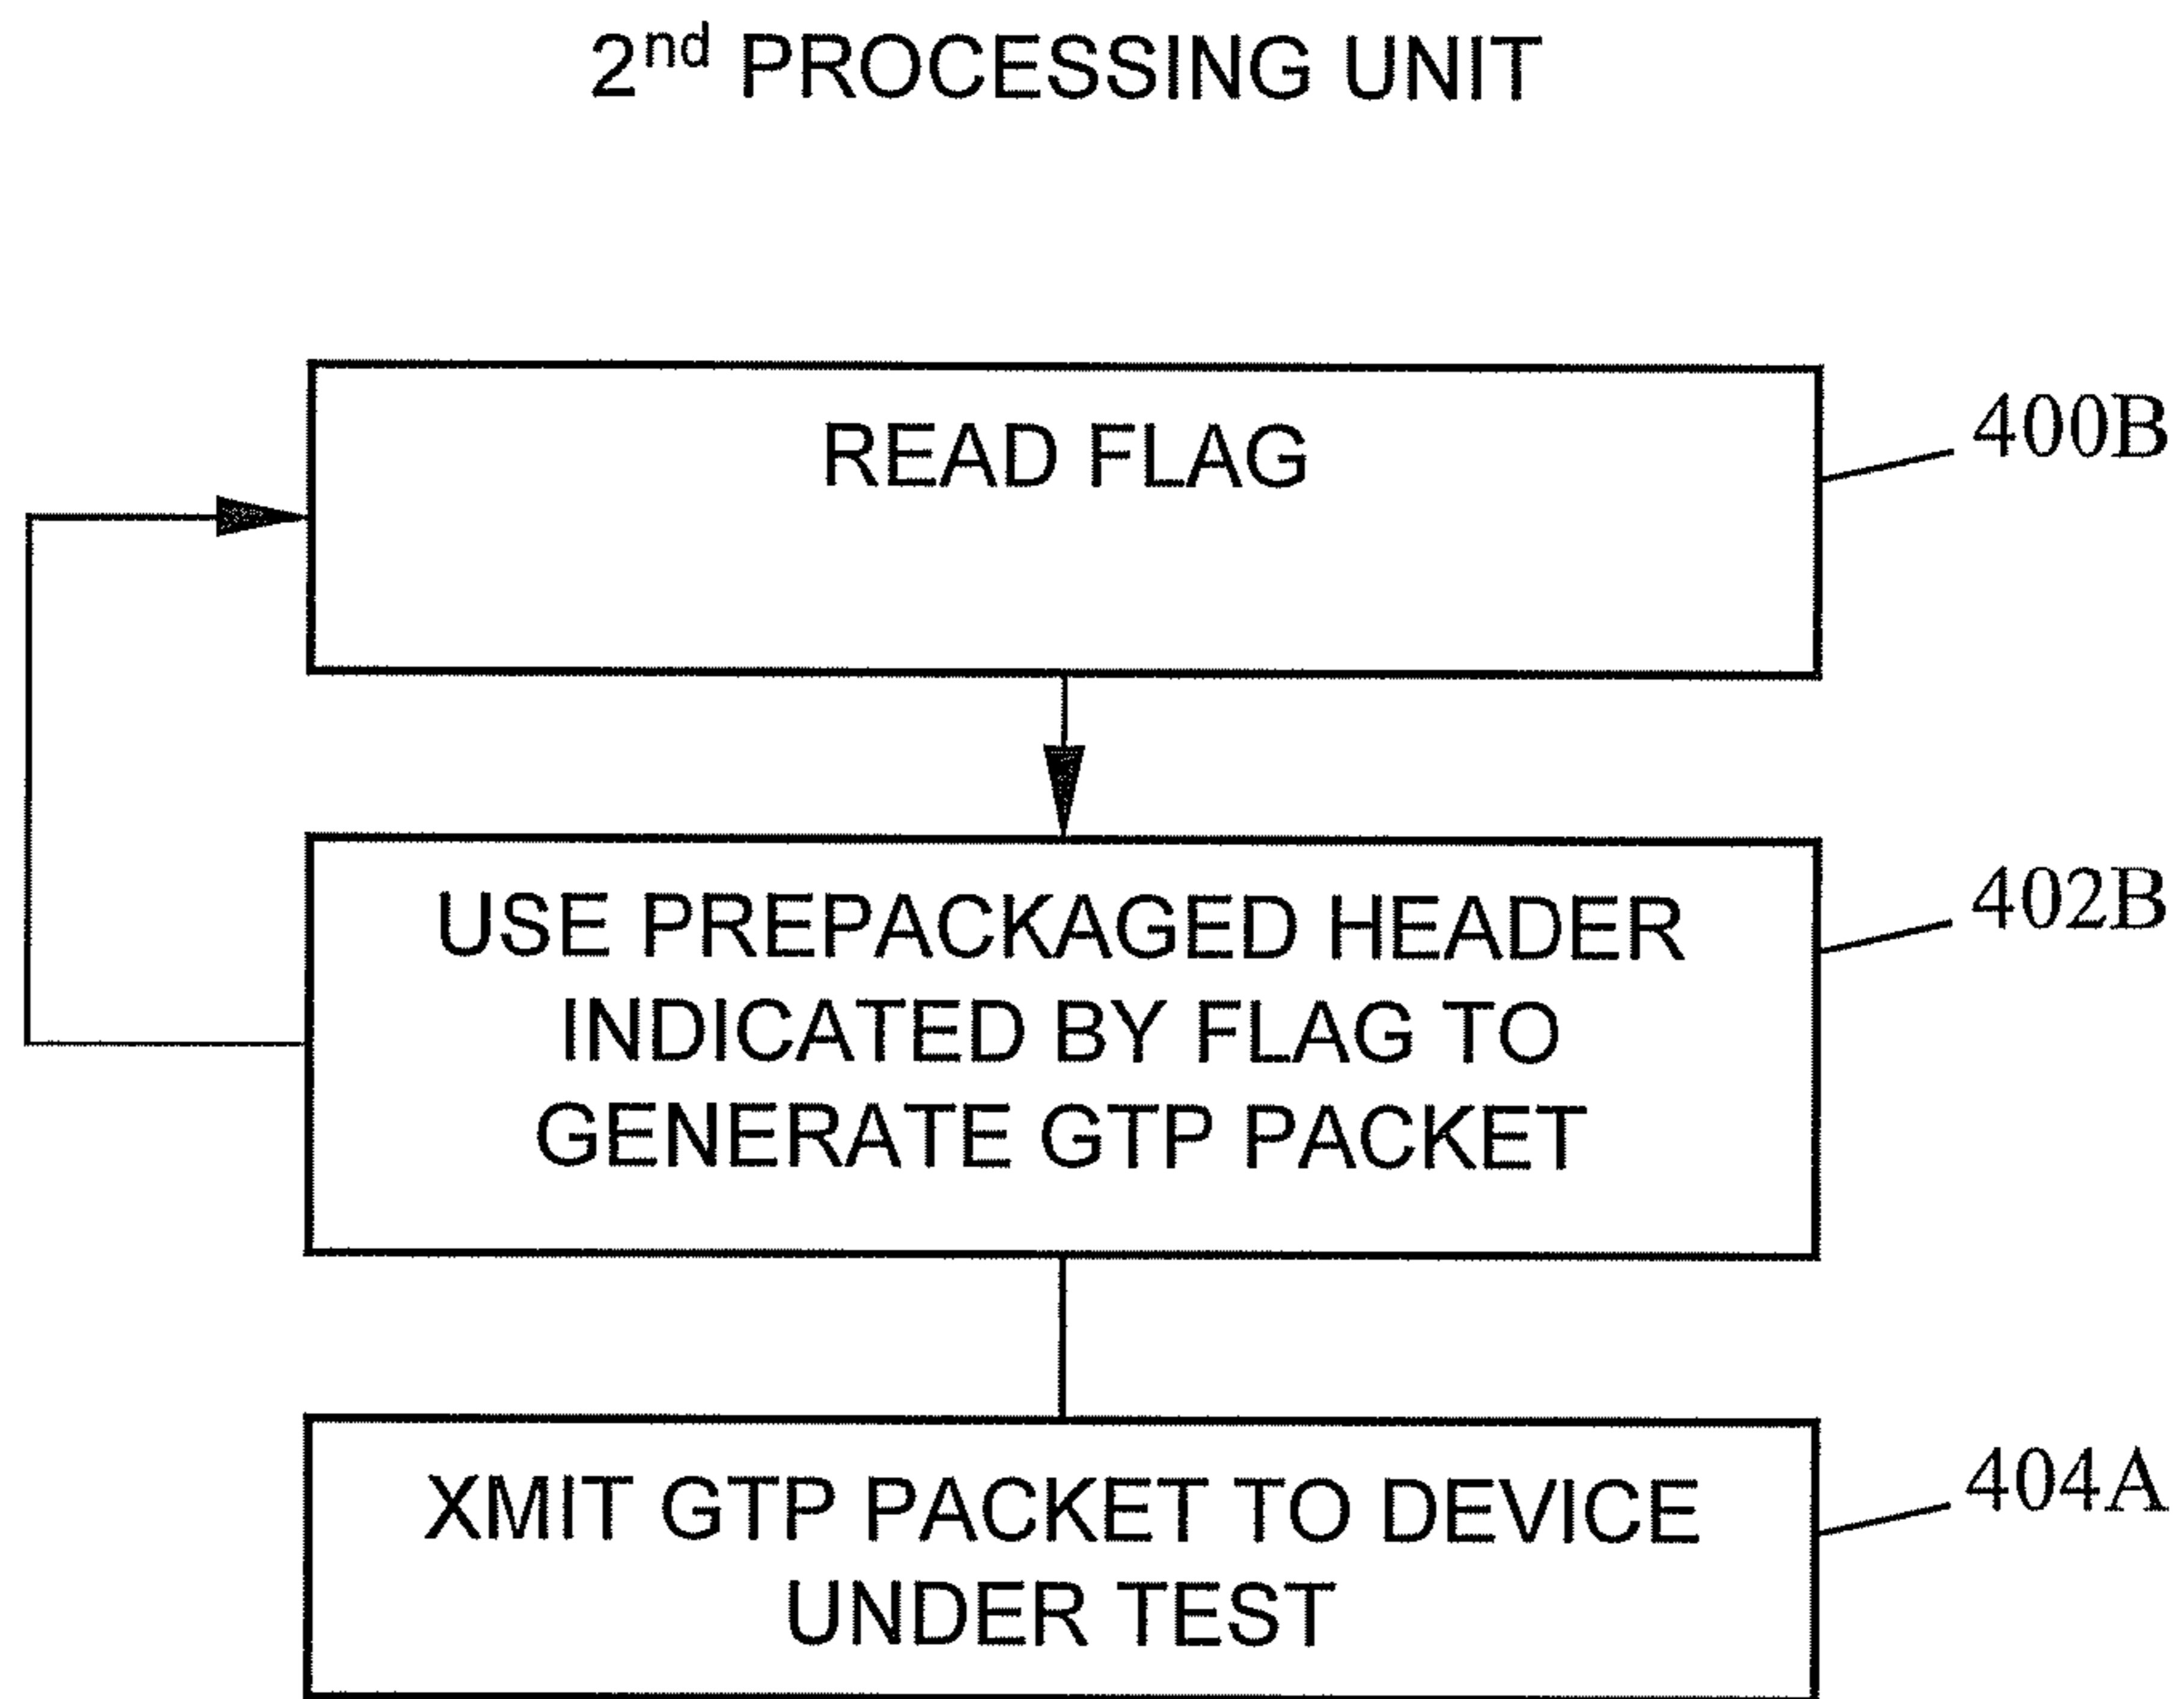 2nd PROCESSING UNIT
READ FLAG
400B
USE PREPACKAGED HEADER
INDICATED BY FLAG TO
GENERATE GTP PACKET
402B
XMIT GTP PACKET TO DEVICE
UNDER TEST
404A